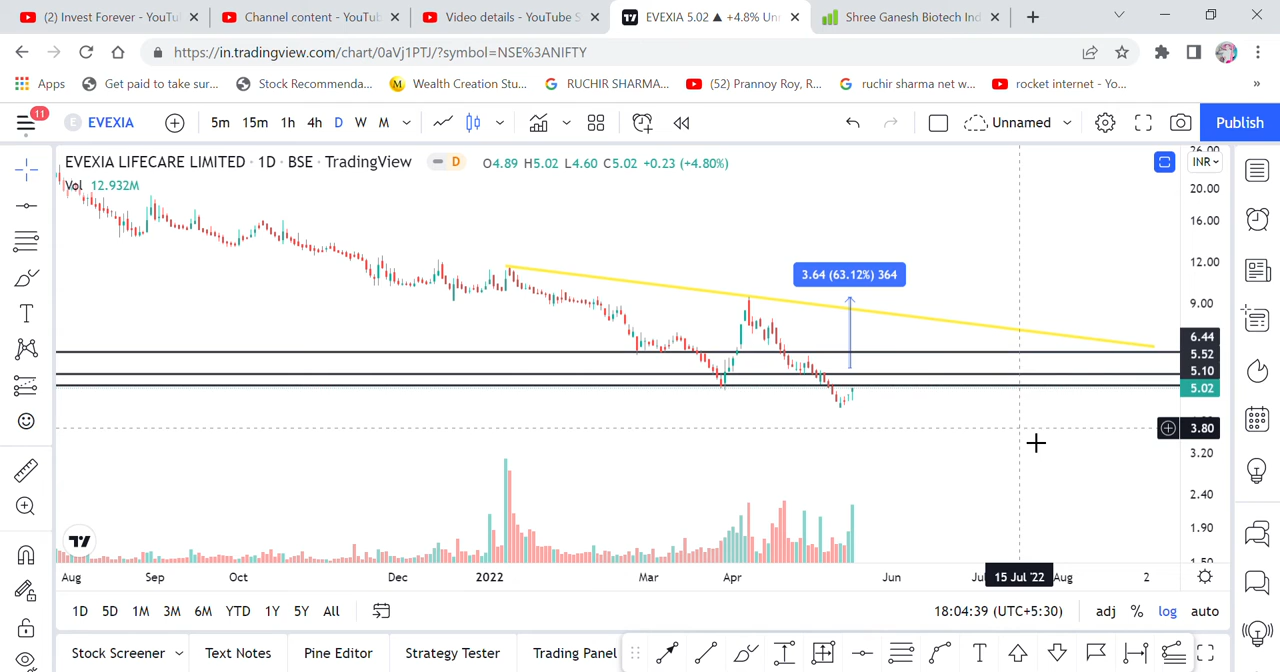 (2) Invest Forever - YouTu
Channel content - YouTub
Video details - YouTube S
EVEXIA 5.02 ▲ +4.8% Unn
Shree Ganesh Biotech Ind
https://in.tradingview.com/chart/0aVj1PTJ/?symbol=NSE%3ANIFTY
Apps
Get paid to take sur...
Stock Recommenda...
Wealth Creation Stu...
RUCHIR SHARMA...
(52) Prannoy Roy, R...
ruchir sharma net w...
rocket internet - Yo...
»
11
E EVEXIA
5m 15m 1h 4h D W M
Unnamed
Publish
EVEXIA LIFECARE LIMITED · 1D · BSE · TradingView
D
O4.89 H5.02 L4.60 C5.02 +0.23 (+4.80%)
INR
Vol 12.932M
20.00
16.00
12.00
3.64 (63.12%) 364
9.00
6.44
5.52
5.10
5.02
3.80
3.20
2.40
1.90
Aug Sep Oct Dec 2022 Mar Apr Jun 15 Jul '22 Aug 2
1D 5D 1M 3M 6M YTD 1Y 5Y All
18:04:39 (UTC+5:30)
adj % log auto
Stock Screener
Text Notes
Pine Editor
Strategy Tester
Trading Panel